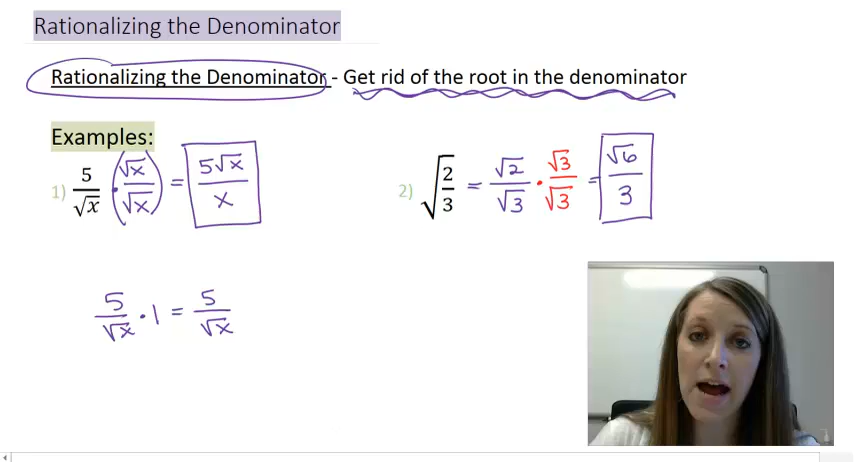 Rationalizing the Denominator
Rationalizing the Denominator - Get rid of the root in the denominator
Examples:
1) 5/√x · (√x/√x) = 5√x/x
2) √(2/3) = √2/√3 · √3/√3 = √6/3
5/√x · 1 = 5/√x